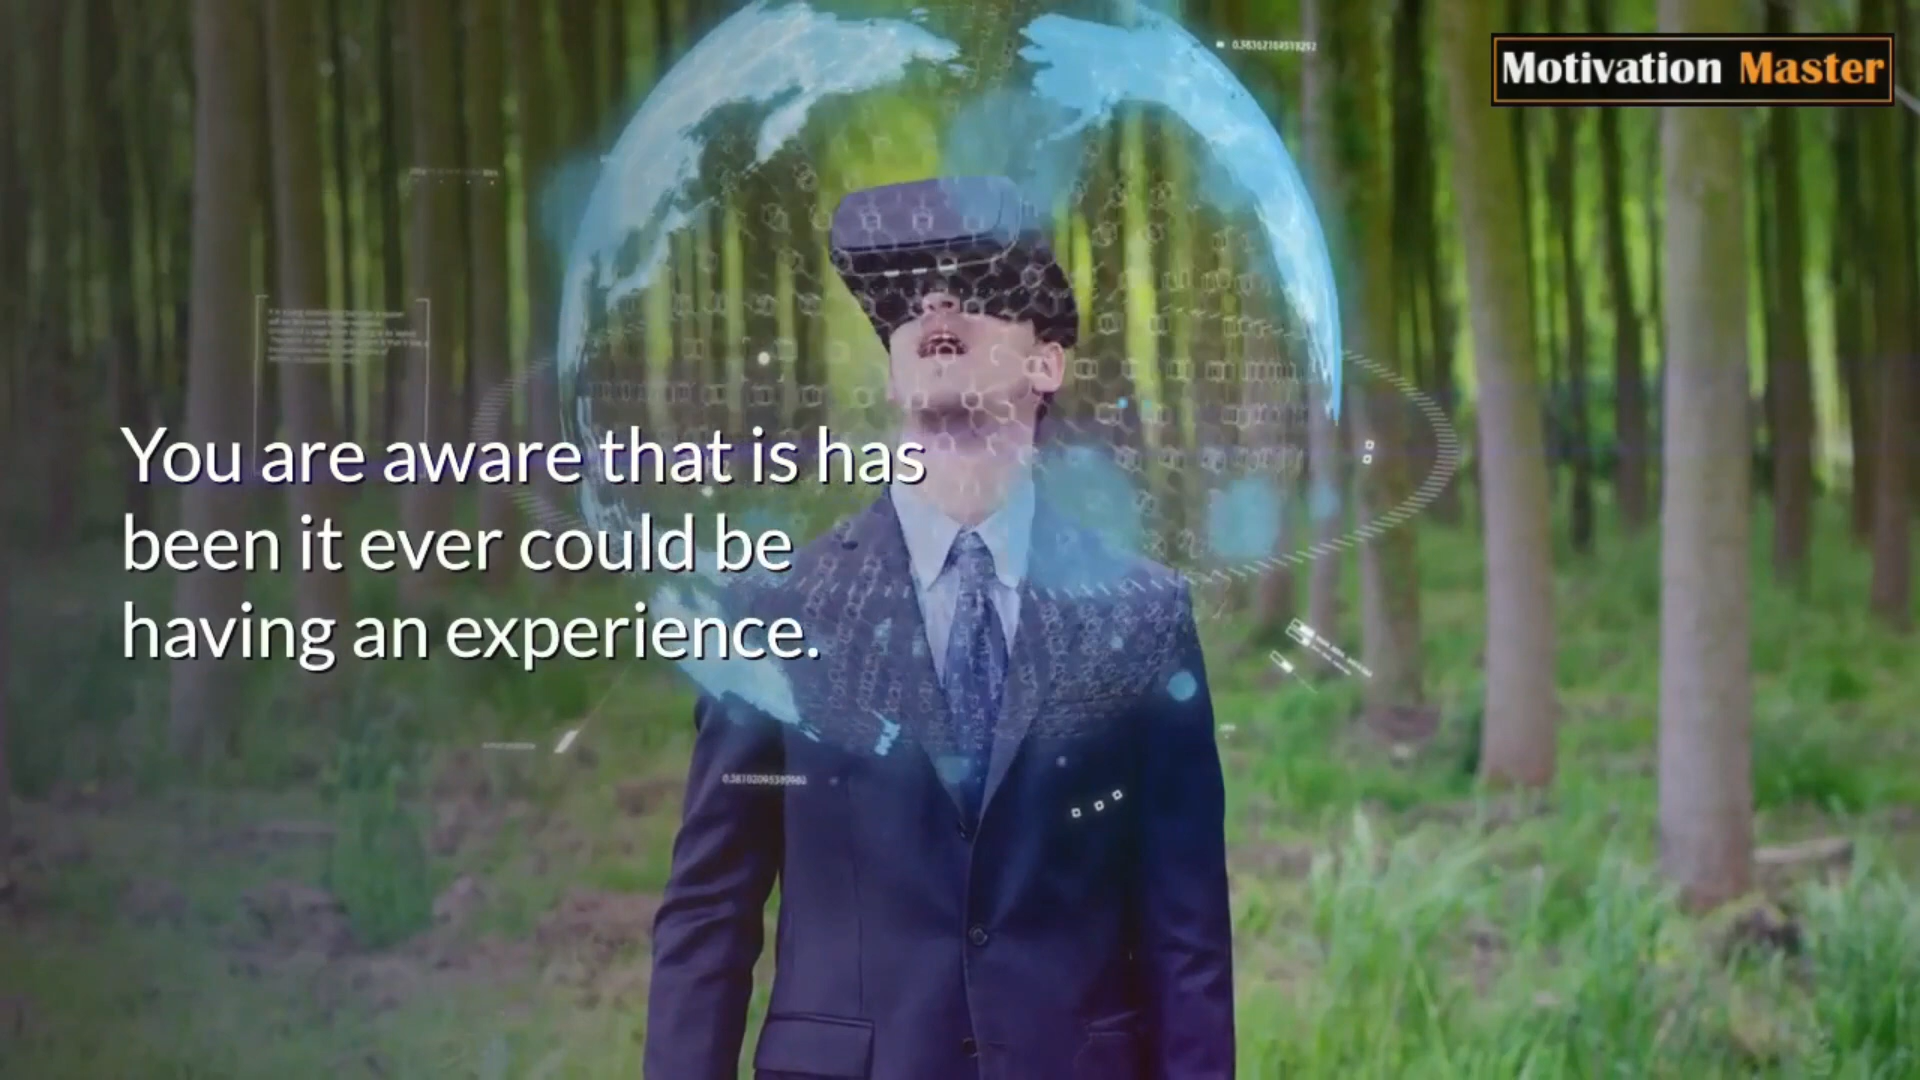 Motivation Master
You are aware that is has
been it ever could be
having an experience.